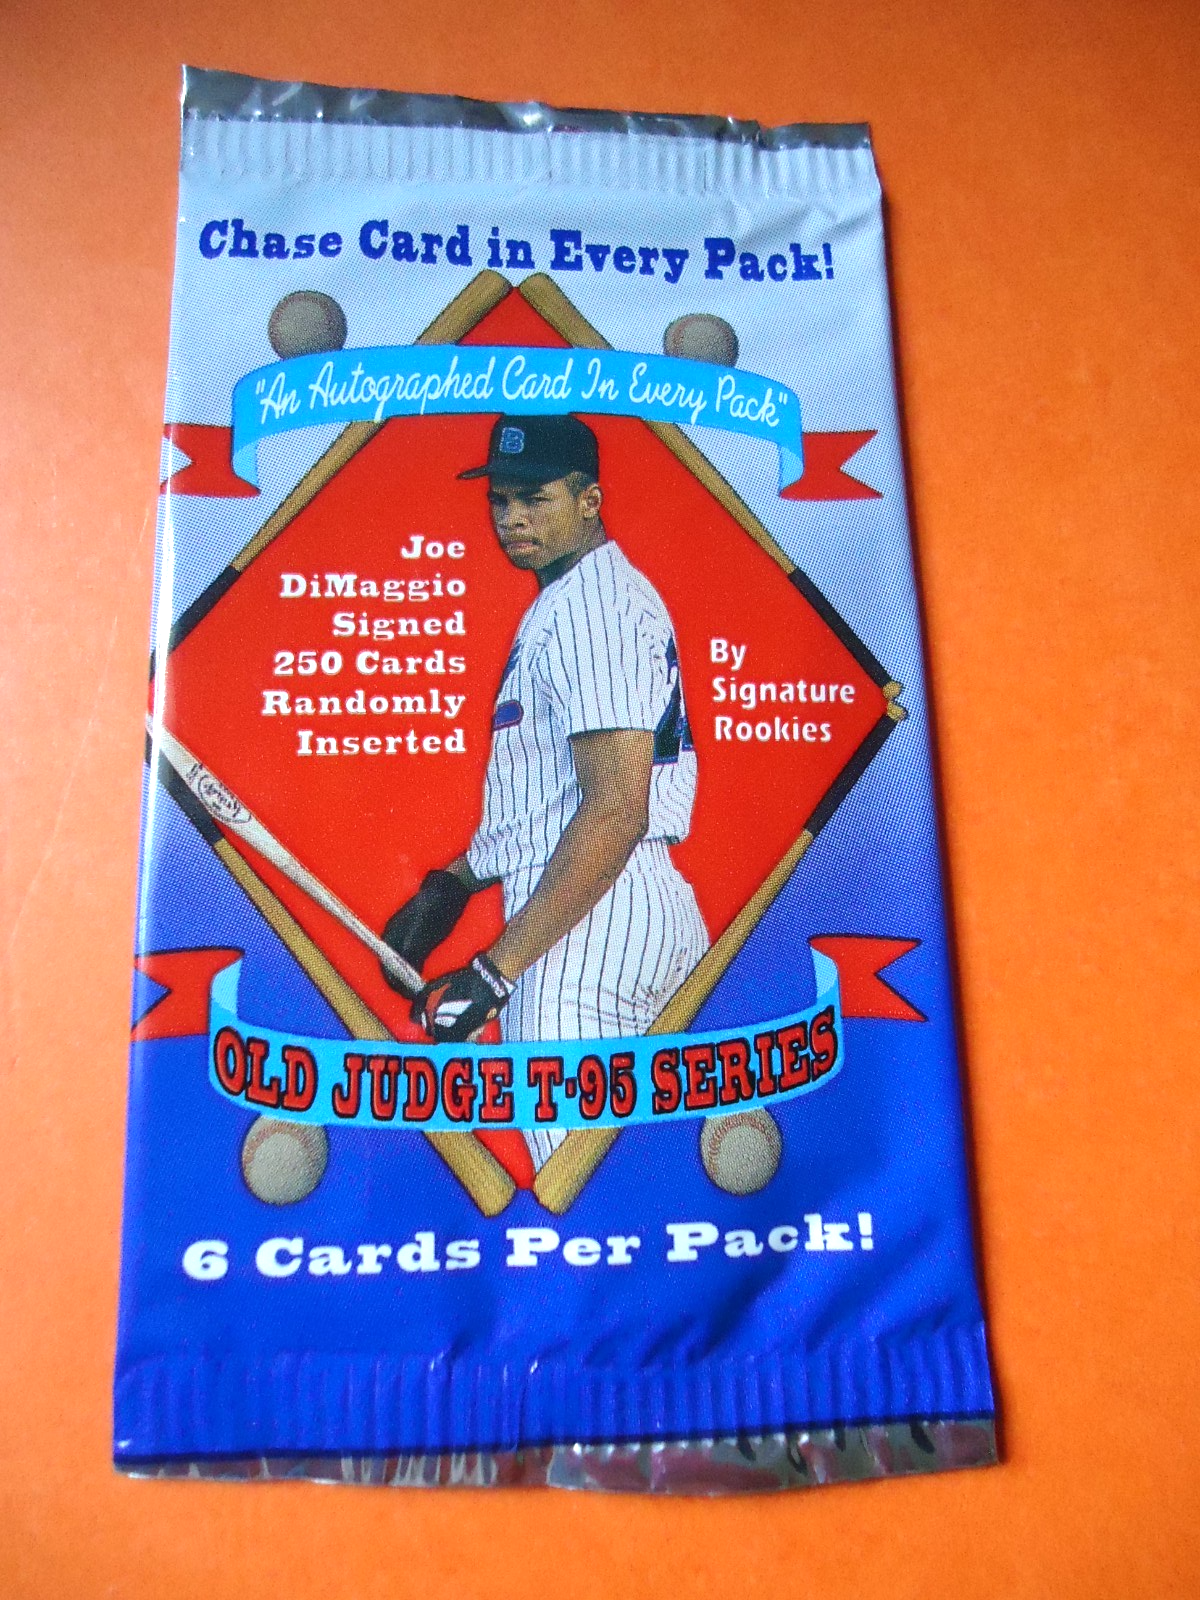 Chase Card in Every Pack!
"An Autographed Card In Every Pack"
B
Joe
DiMaggio
Signed
250 Cards
Randomly
Inserted
By
Signature
Rookies
OLD JUDGE T-95 SERIES
6 Cards Per Pack!